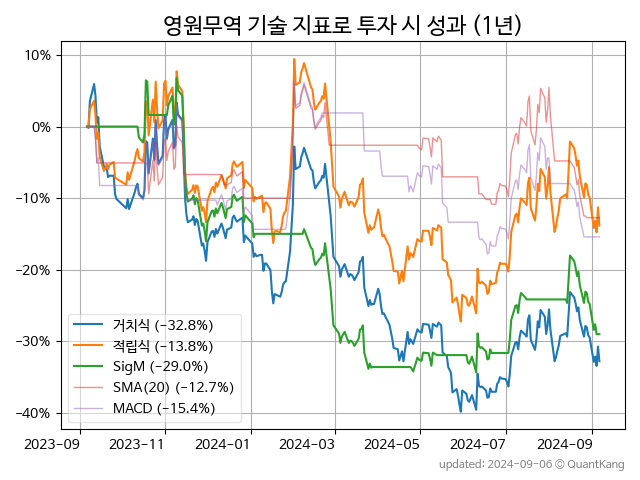 영원무역 기술 지표로 투자 시 성과 (1년)
10%
0%
−10%
−20%
−30%
−40%
거치식 (−32.8%)
적립식 (−13.8%)
SigM (−29.0%)
SMA(20) (−12.7%)
MACD (−15.4%)
2023-09
2023-11
2024-01
2024-03
2024-05
2024-07
2024-09
updated: 2024-09-06 © QuantKang